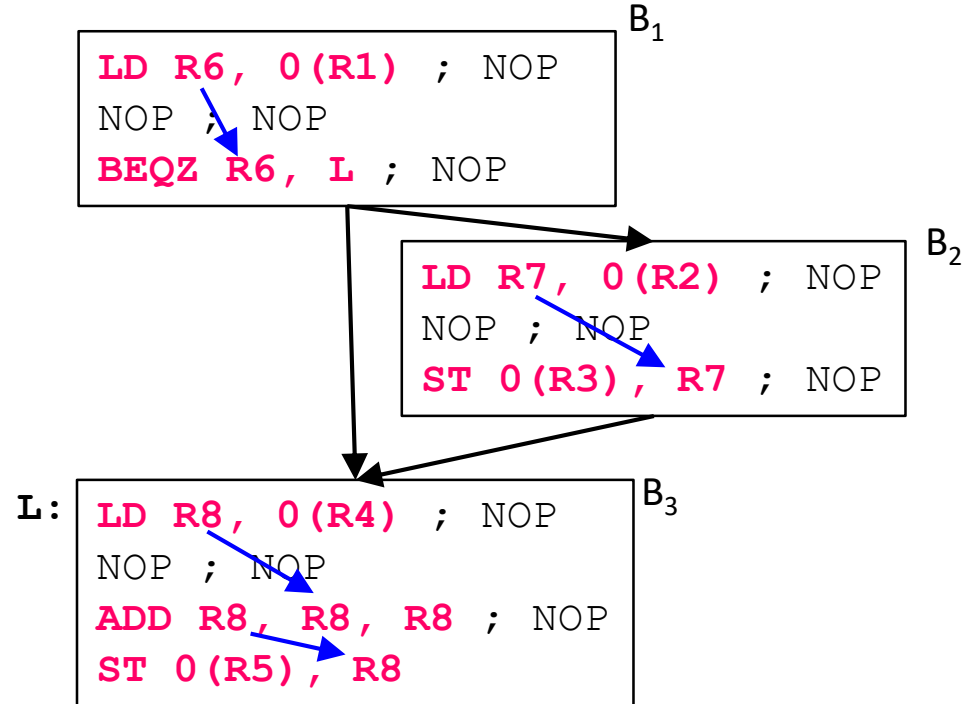 B₁
LD R6, 0(R1) ; NOP
NOP ; NOP
BEQZ R6, L ; NOP
B₂
LD R7, 0(R2) ; NOP
NOP ; NOP
ST 0(R3), R7 ; NOP
B₃
L: LD R8, 0(R4) ; NOP
NOP ; NOP
ADD R8, R8, R8 ; NOP
ST 0(R5), R8